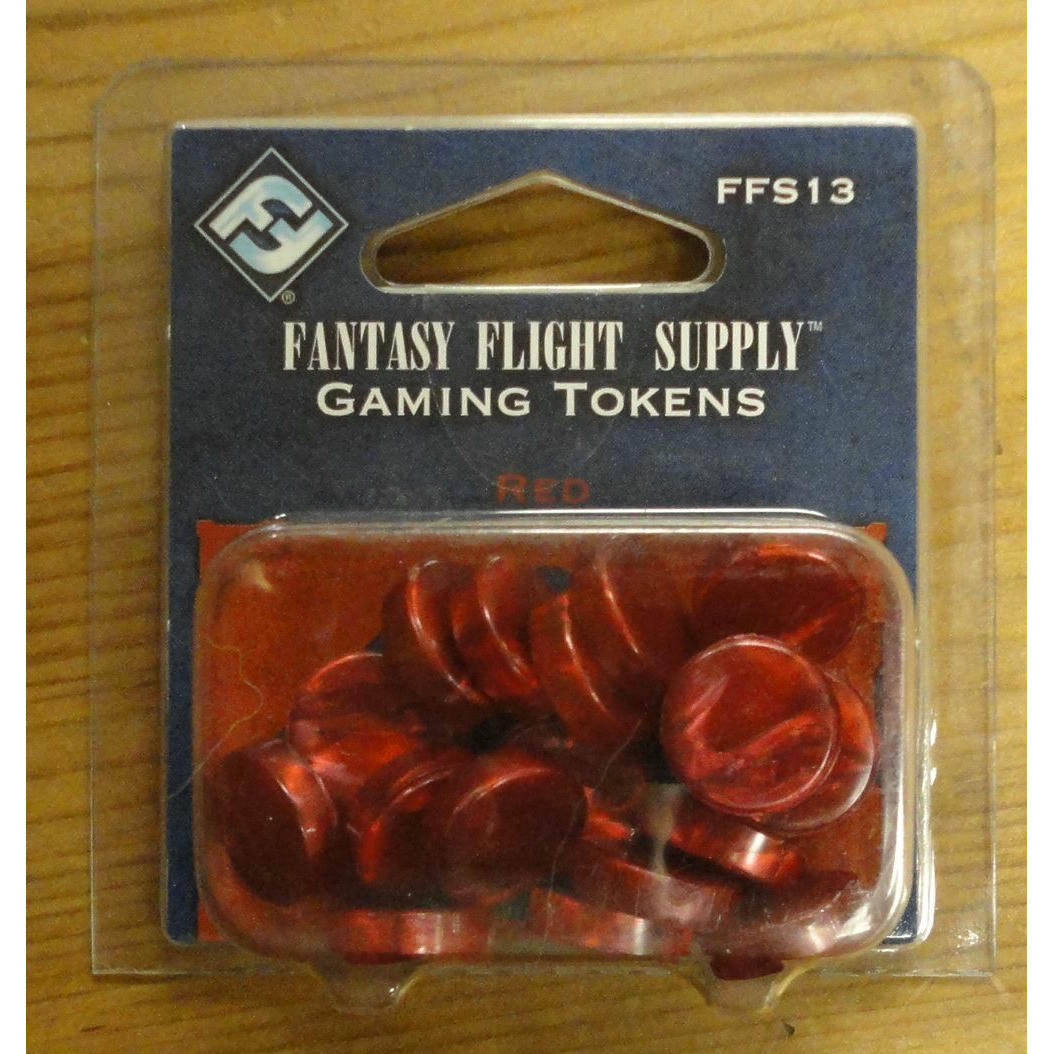 FFS13
®
FANTASY FLIGHT SUPPLY™
GAMING TOKENS
RED